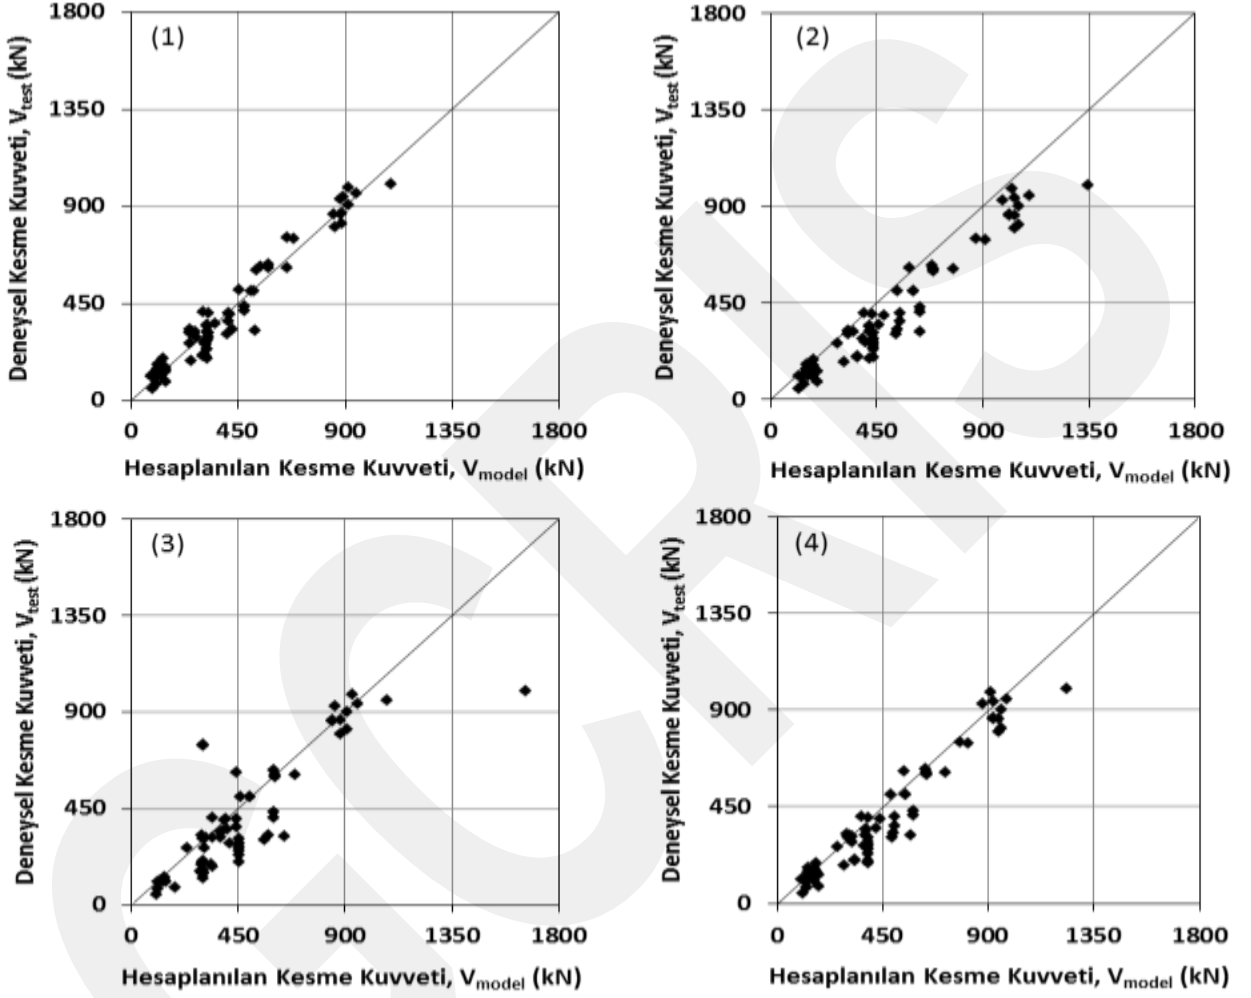 (1)
Deneysel Kesme Kuvveti, Vtest (kN)
1800
1350
900
450
0
0 450 900 1350 1800
Hesaplanılan Kesme Kuvveti, Vmodel (kN)
(2)
Deneysel Kesme Kuvveti, Vtest (kN)
1800
1350
900
450
0
0 450 900 1350 1800
Hesaplanılan Kesme Kuvveti, Vmodel (kN)
(3)
Deneysel Kesme Kuvveti, Vtest (kN)
1800
1350
900
450
0
0 450 900 1350 1800
Hesaplanılan Kesme Kuvveti, Vmodel (kN)
(4)
Deneysel Kesme Kuvveti, Vtest (kN)
1800
1350
900
450
0
0 450 900 1350 1800
Hesaplanılan Kesme Kuvveti, Vmodel (kN)
GCRIS